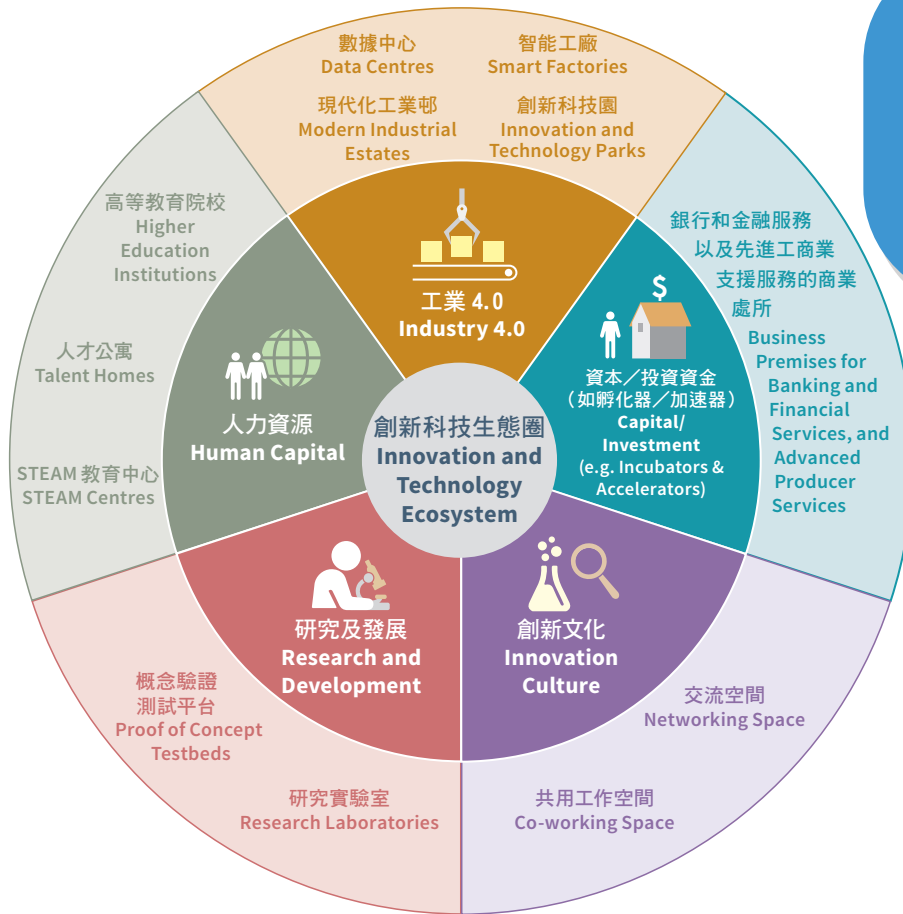 數據中心
Data Centres
智能工廠
Smart Factories
現代化工業邨
Modern Industrial
Estates
創新科技園
Innovation and
Technology Parks
工業 4.0
Industry 4.0
銀行和金融服務
以及先進工商業
支援服務的商業
處所
Business
Premises for
Banking and
Financial
Services, and
Advanced
Producer
Services
$
資本／投資資金
（如孵化器／加速器）
Capital/
Investment
(e.g. Incubators &
Accelerators)
創新文化
Innovation
Culture
交流空間
Networking Space
共用工作空間
Co-working Space
研究及發展
Research and
Development
概念驗證
測試平台
Proof of Concept
Testbeds
研究實驗室
Research Laboratories
高等教育院校
Higher
Education
Institutions
人才公寓
Talent Homes
STEAM 教育中心
STEAM Centres
人力資源
Human Capital
創新科技生態圈
Innovation and
Technology
Ecosystem